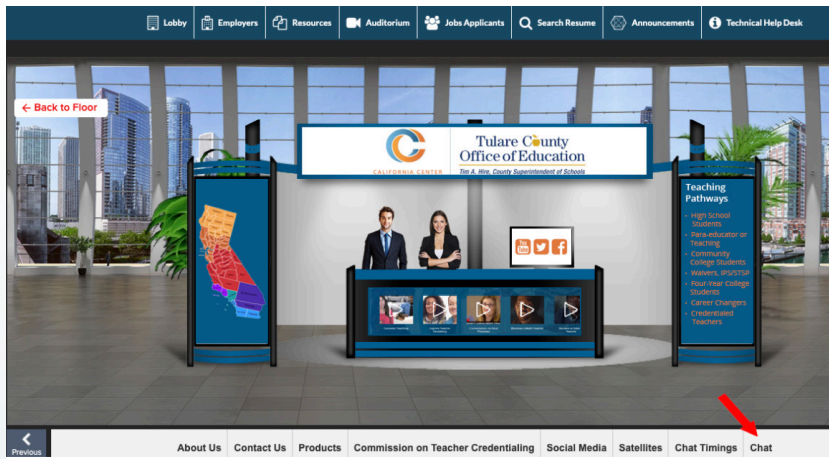 Lobby
Employers
Resources
Auditorium
Jobs Applicants
Search Resume
Announcements
Technical Help Desk
← Back to Floor
CALIFORNIA CENTER
Tulare County
Office of Education
Tim A. Hire, County Superintendent of Schools
Teaching
Pathways
- High School
Students
- Para-educator or
Teaching
- Community
College Students
- Waivers, IPS/STSP
- Four-Year College
Students
- Career Changers
- Credentialed
Teachers
You
Tube
Previous
About Us
Contact Us
Products
Commission on Teacher Credentialing
Social Media
Satellites
Chat Timings
Chat